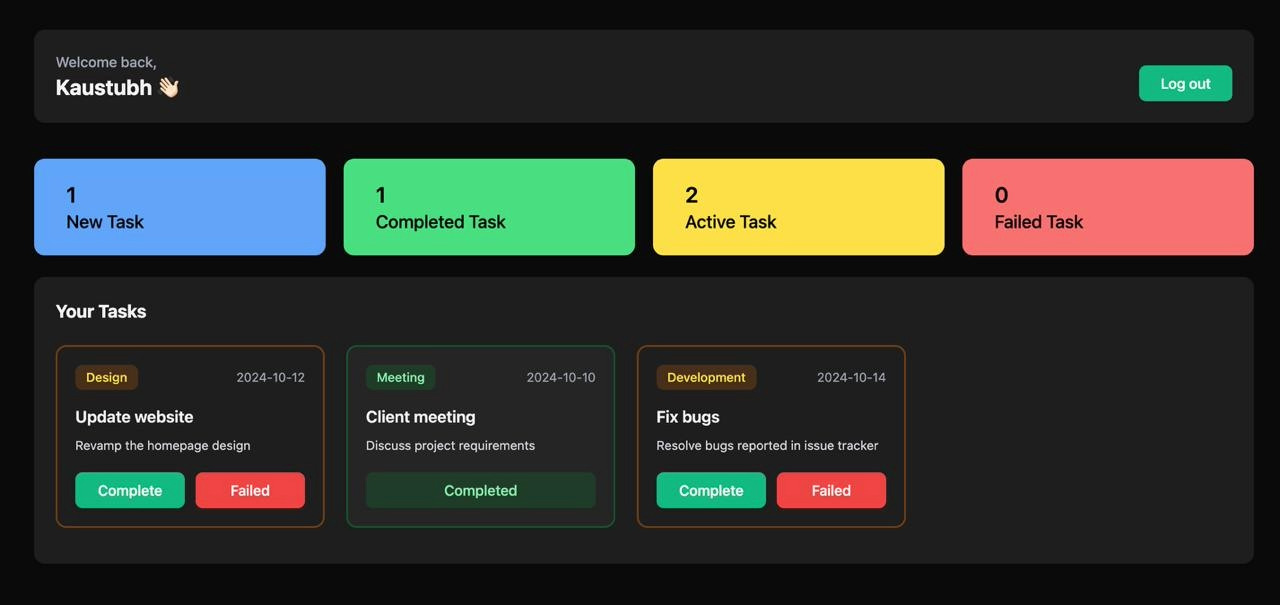 Welcome back,
Kaustubh 👋🏻
Log out
1
New Task
1
Completed Task
2
Active Task
0
Failed Task
Your Tasks
Design 2024-10-12
Update website
Revamp the homepage design
Complete Failed
Meeting 2024-10-10
Client meeting
Discuss project requirements
Completed
Development 2024-10-14
Fix bugs
Resolve bugs reported in issue tracker
Complete Failed